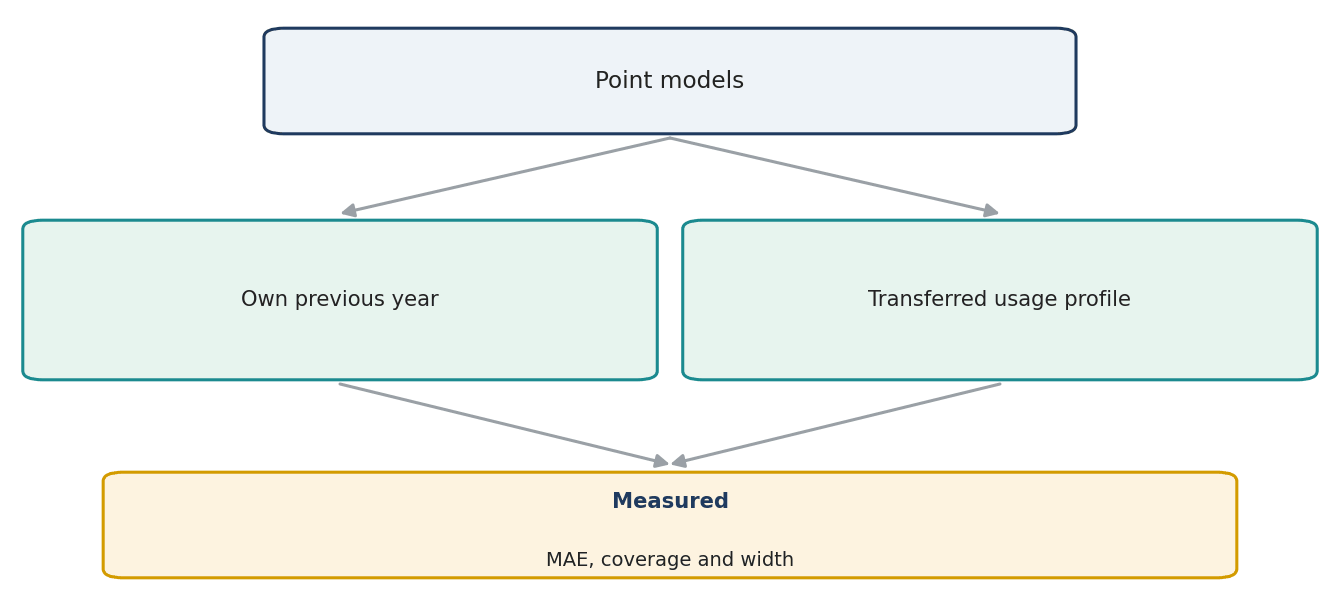 Point models
Own previous year
Transferred usage profile
Measured
MAE, coverage and width